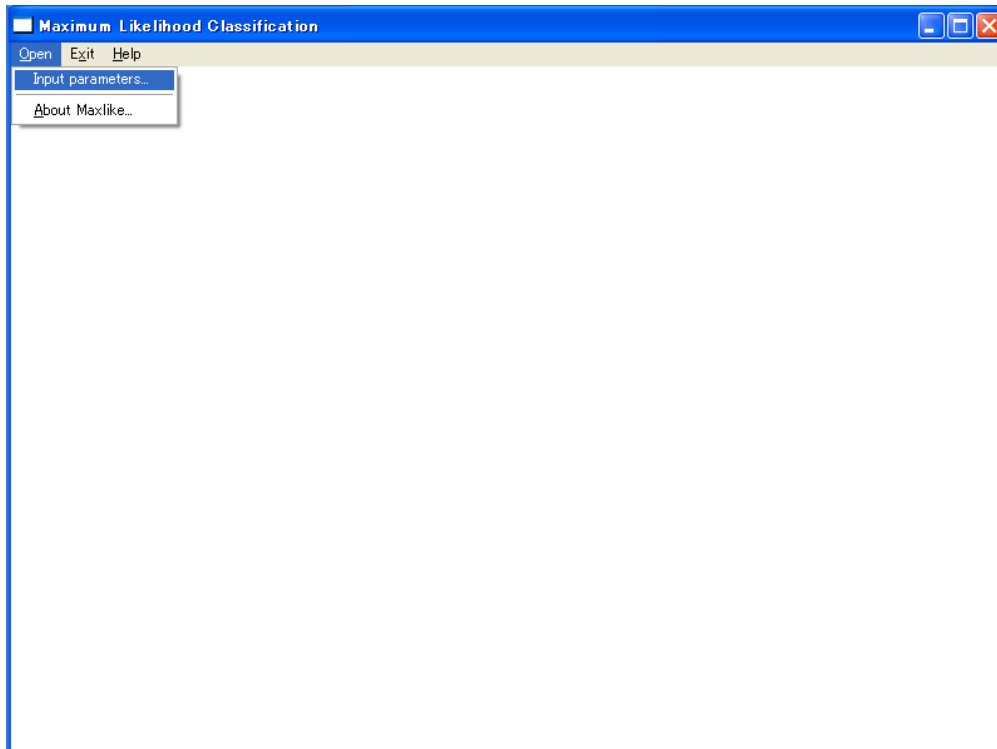 Maximum Likelihood Classification
Open Exit Help
Input parameters...
About Maxlike...